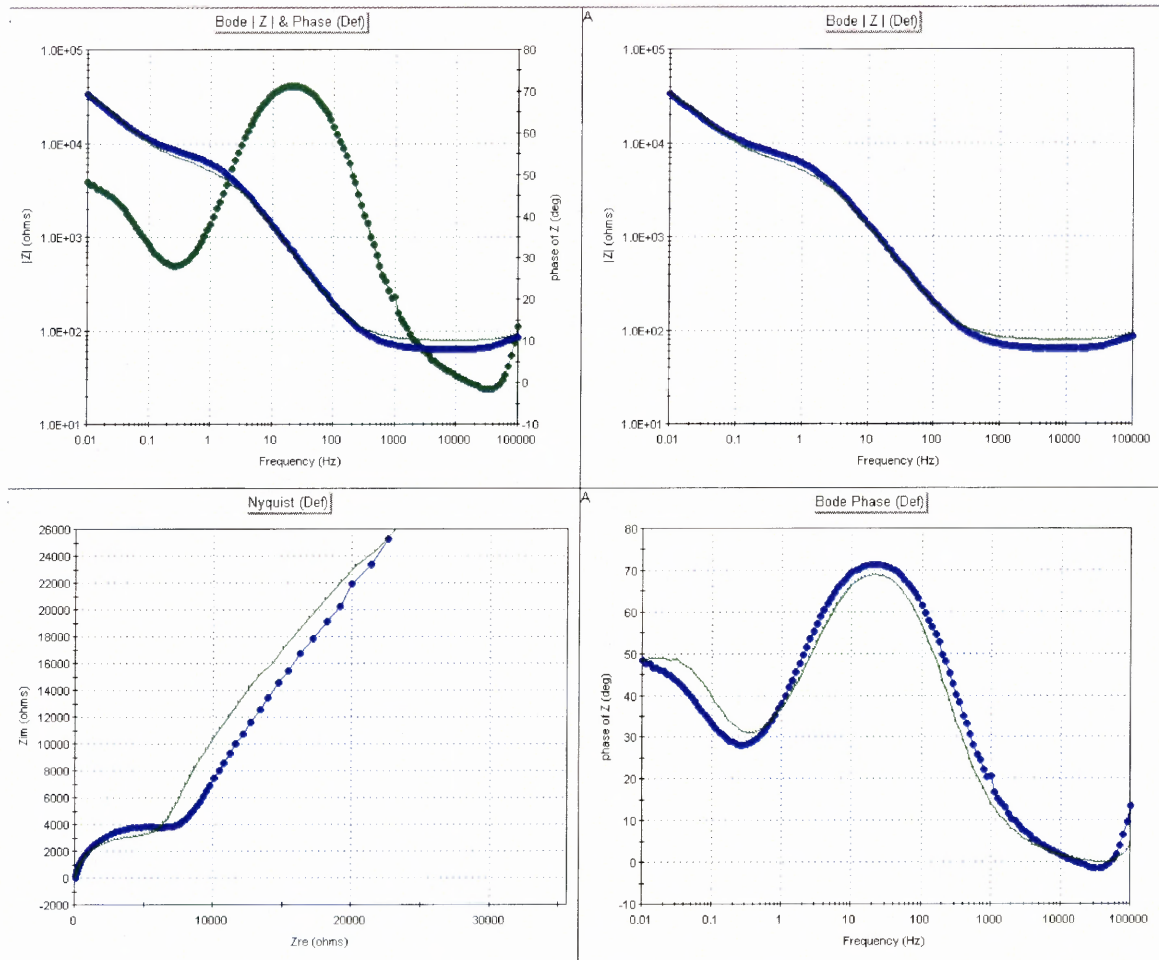 Bode | Z | & Phase (Def)
1.0E+05
1.0E+04
1.0E+03
1.0E+02
1.0E+01
|Z| (ohms)
80
70
60
50
40
30
20
10
0
-10
phase of Z (deg)
0.01 0.1 1 10 100 1000 10000 100000
Frequency (Hz)
A
Bode | Z | (Def)
1.0E+05
1.0E+04
1.0E+03
1.0E+02
1.0E+01
|Z| (ohms)
0.01 0.1 1 10 100 1000 10000 100000
Frequency (Hz)
Nyquist (Def)
26000
24000
22000
20000
18000
16000
14000
12000
10000
8000
6000
4000
2000
0
-2000
Zim (ohms)
0 10000 20000 30000
Zre (ohms)
A
Bode Phase (Def)
80
70
60
50
40
30
20
10
0
-10
phase of Z (deg)
0.01 0.1 1 10 100 1000 10000 100000
Frequency (Hz)